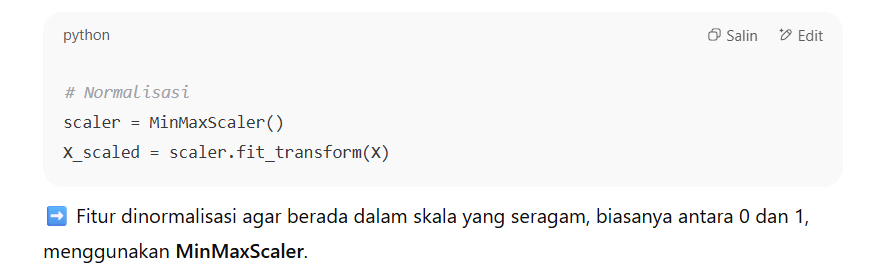 python
Salin
Edit
# Normalisasi
scaler = MinMaxScaler()
X_scaled = scaler.fit_transform(X)
➡️ Fitur dinormalisasi agar berada dalam skala yang seragam, biasanya antara 0 dan 1,
menggunakan MinMaxScaler.